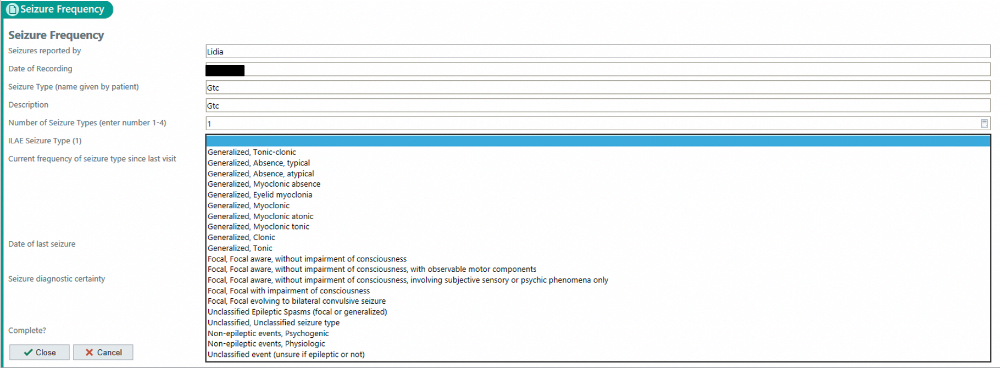 Seizure Frequency
Seizure Frequency
Seizures reported by
Lidia
Date of Recording
Seizure Type (name given by patient)
Gtc
Description
Gtc
Number of Seizure Types (enter number 1-4)
1
ILAE Seizure Type (1)
Generalized, Tonic-clonic
Current frequency of seizure type since last visit
Generalized, Absence, typical
Generalized, Absence, atypical
Generalized, Myoclonic absence
Generalized, Eyelid myoclonia
Generalized, Myoclonic
Generalized, Myoclonic atonic
Generalized, Myoclonic tonic
Generalized, Clonic
Date of last seizure
Generalized, Tonic
Focal, Focal aware, without impairment of consciousness
Focal, Focal aware, without impairment of consciousness, with observable motor components
Seizure diagnostic certainty
Focal, Focal aware, without impairment of consciousness, involving subjective sensory or psychic phenomena only
Focal, Focal with impairment of consciousness
Focal, Focal evolving to bilateral convulsive seizure
Unclassified Epileptic Spasms (focal or generalized)
Unclassified, Unclassified seizure type
Complete?
Non-epileptic events, Psychogenic
Non-epileptic events, Physiologic
Unclassified event (unsure if epileptic or not)
Close
Cancel